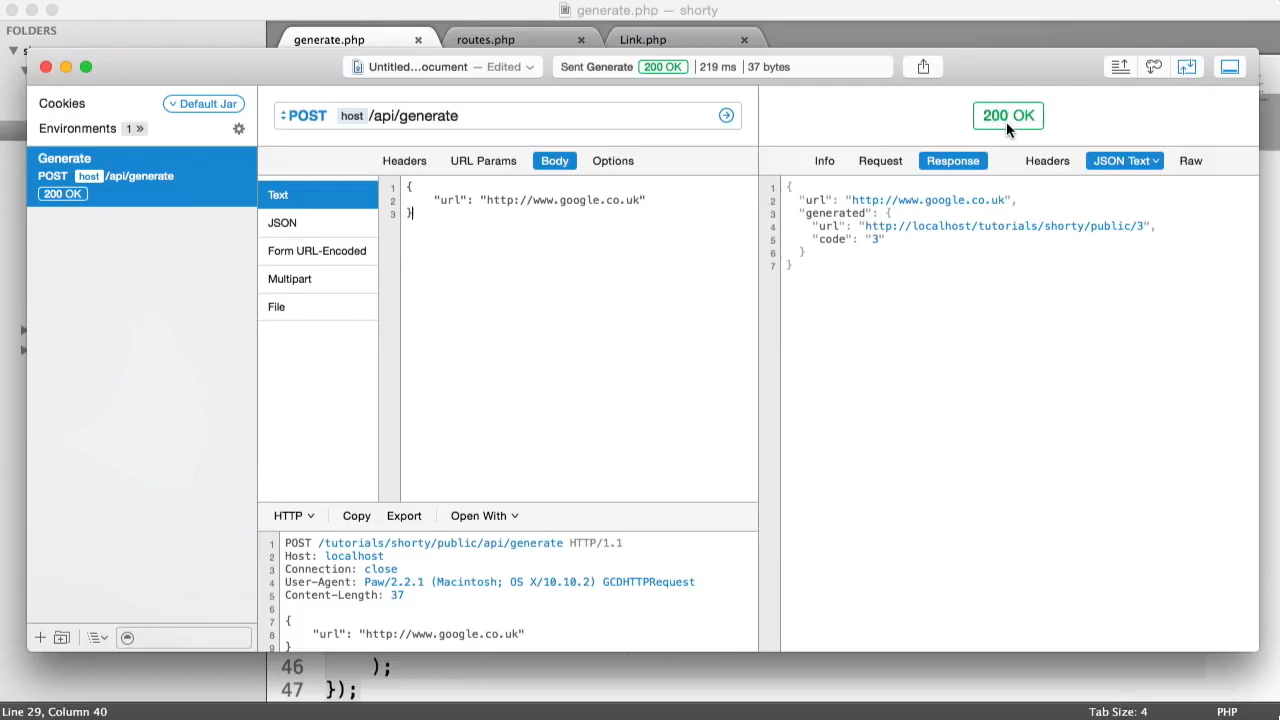 generate.php — shorty
FOLDERS
generate.php × routes.php × Link.php ×
Untitled...ocument — Edited
Sent Generate 200 OK | 219 ms | 37 bytes
Cookies Default Jar
Environments 1 »
Generate
POST host /api/generate
200 OK
POST host /api/generate
Headers URL Params Body Options
Text
JSON
Form URL-Encoded
Multipart
File
1 {
2 "url": "http://www.google.co.uk"
3 }
200 OK
Info Request Response Headers JSON Text Raw
1 {
2 "url": "http://www.google.co.uk",
3 "generated": {
4 "url": "http://localhost/tutorials/shorty/public/3",
5 "code": "3"
6 }
7 }
HTTP Copy Export Open With
1 POST /tutorials/shorty/public/api/generate HTTP/1.1
2 Host: localhost
3 Connection: close
4 User-Agent: Paw/2.2.1 (Macintosh; OS X/10.10.2) GCDHTTPRequest
5 Content-Length: 37
6
7 {
8 "url": "http://www.google.co.uk"
9 }
46 );
47 });
Line 29, Column 40 Tab Size: 4 PHP